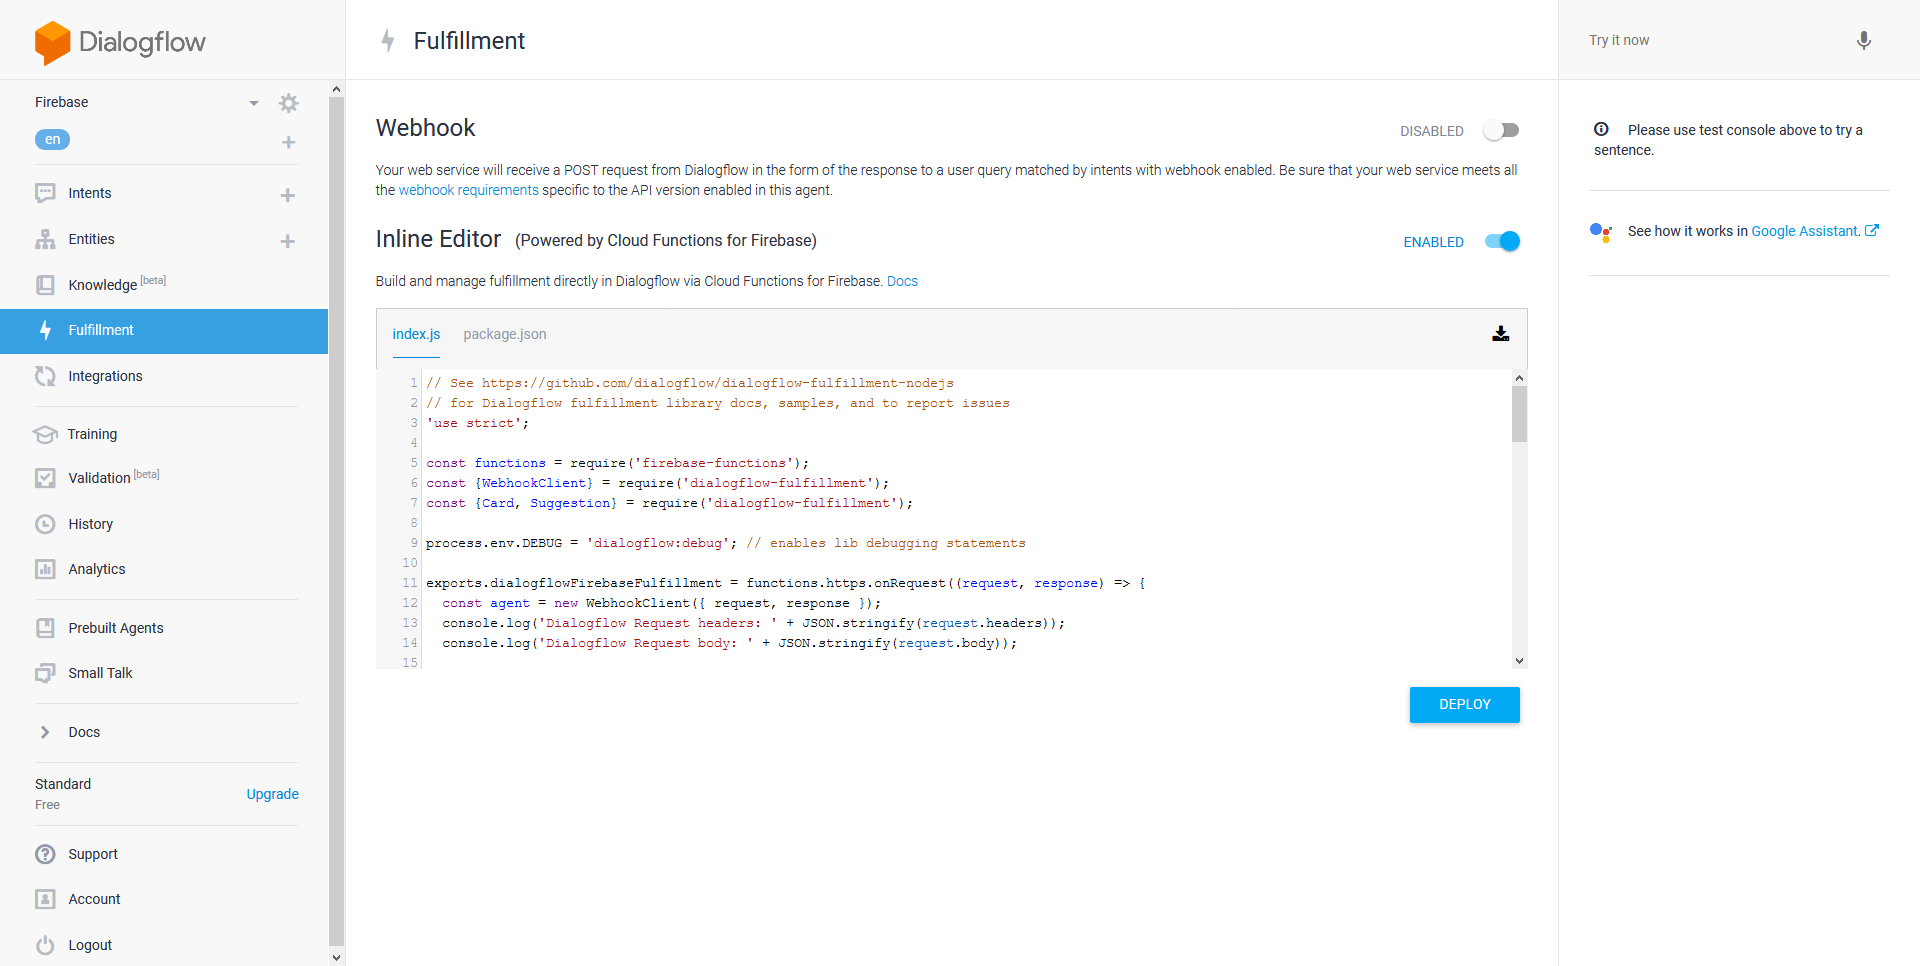 Dialogflow
Fulfillment
Try it now
Firebase
en
Intents
Entities
Knowledge [beta]
Fulfillment
Integrations
Training
Validation [beta]
History
Analytics
Prebuilt Agents
Small Talk
Docs
Standard
Free
Upgrade
Support
Account
Logout
Webhook
DISABLED
Your web service will receive a POST request from Dialogflow in the form of the response to a user query matched by intents with webhook enabled. Be sure that your web service meets all
the webhook requirements specific to the API version enabled in this agent.
Inline Editor (Powered by Cloud Functions for Firebase)
ENABLED
Build and manage fulfillment directly in Dialogflow via Cloud Functions for Firebase. Docs
index.js package.json
1 // See https://github.com/dialogflow/dialogflow-fulfillment-nodejs
2 // for Dialogflow fulfillment library docs, samples, and to report issues
3 'use strict';
4
5 const functions = require('firebase-functions');
6 const {WebhookClient} = require('dialogflow-fulfillment');
7 const {Card, Suggestion} = require('dialogflow-fulfillment');
8
9 process.env.DEBUG = 'dialogflow:debug'; // enables lib debugging statements
10
11 exports.dialogflowFirebaseFulfillment = functions.https.onRequest((request, response) => {
12 const agent = new WebhookClient({ request, response });
13 console.log('Dialogflow Request headers: ' + JSON.stringify(request.headers));
14 console.log('Dialogflow Request body: ' + JSON.stringify(request.body));
15
DEPLOY
Please use test console above to try a
sentence.
See how it works in Google Assistant.